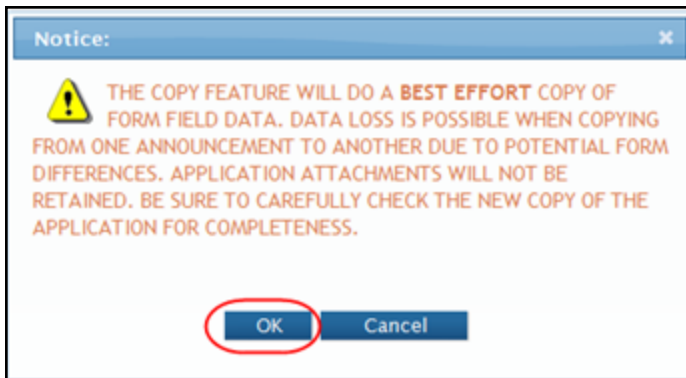 Notice:
THE COPY FEATURE WILL DO A BEST EFFORT COPY OF
FORM FIELD DATA. DATA LOSS IS POSSIBLE WHEN COPYING
FROM ONE ANNOUNCEMENT TO ANOTHER DUE TO POTENTIAL FORM
DIFFERENCES. APPLICATION ATTACHMENTS WILL NOT BE
RETAINED. BE SURE TO CAREFULLY CHECK THE NEW COPY OF THE
APPLICATION FOR COMPLETENESS.
OK Cancel